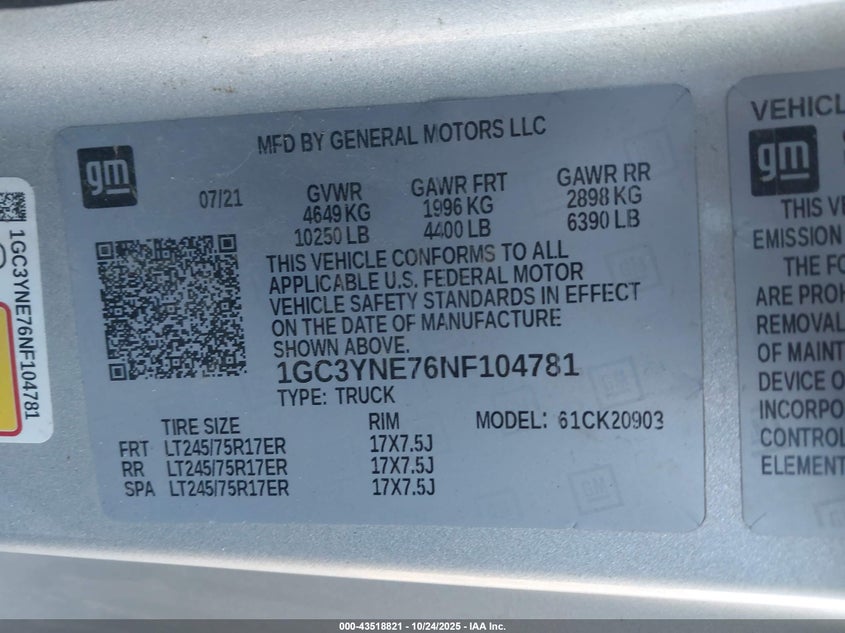 MFD BY GENERAL MOTORS LLC
gm
07/21
GVWR GAWR FRT GAWR RR
4649 KG 1996 KG 2898 KG
10250 LB 4400 LB 6390 LB
THIS VEHICLE CONFORMS TO ALL
APPLICABLE U.S. FEDERAL MOTOR
VEHICLE SAFETY STANDARDS IN EFFECT
ON THE DATE OF MANUFACTURE
SHOWN ABOVE.
1GC3YNE76NF104781
TYPE: TRUCK
TIRE SIZE RIM MODEL: 61CK20903
FRT LT245/75R17ER 17X7.5J
RR LT245/75R17ER 17X7.5J
SPA LT245/75R17ER 17X7.5J
1GC3YNE76NF104781
VEHICL
gm
THIS VE
EMISSION
THE FO
ARE PROH
REMOVAL
OF MAINT
DEVICE O
INCORPO
CONTROL
ELEMENT
000-43518821 - 10/24/2025 - IAA Inc.